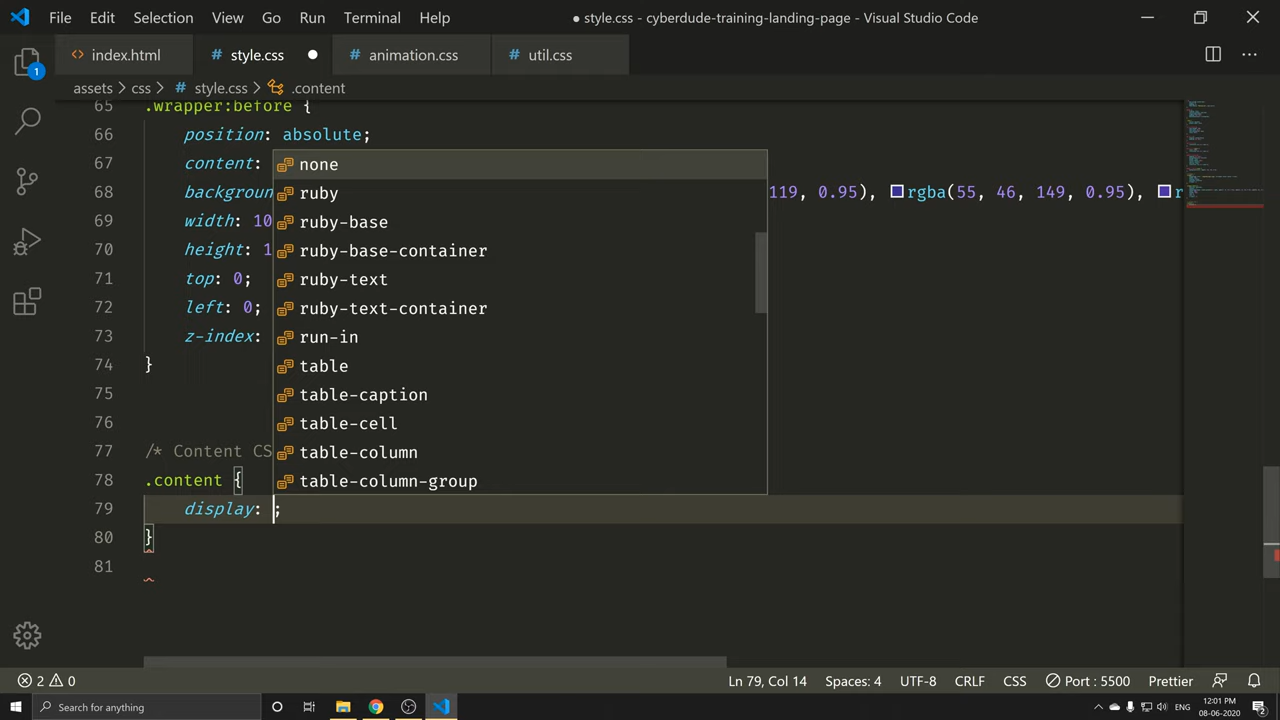 File Edit Selection View Go Run Terminal Help ● style.css - cyberdude-training-landing-page - Visual Studio Code
<> index.html # style.css ● # animation.css # util.css
assets > css > # style.css > .content
1
65 .wrapper:before {
66 position: absolute;
67 content:
68 background 119, 0.95), rgba(55, 46, 149, 0.95), r
69 width: 10
70 height: 1
71 top: 0;
72 left: 0;
73 z-index:
74 }
75
76
77 /* Content CS
78 .content {
79 display: ;
80 }
81
none
ruby
ruby-base
ruby-base-container
ruby-text
ruby-text-container
run-in
table
table-caption
table-cell
table-column
table-column-group
2 0 Ln 79, Col 14 Spaces: 4 UTF-8 CRLF CSS Port : 5500 Prettier
Search for anything ENG 12:01 PM
08-06-2020 2